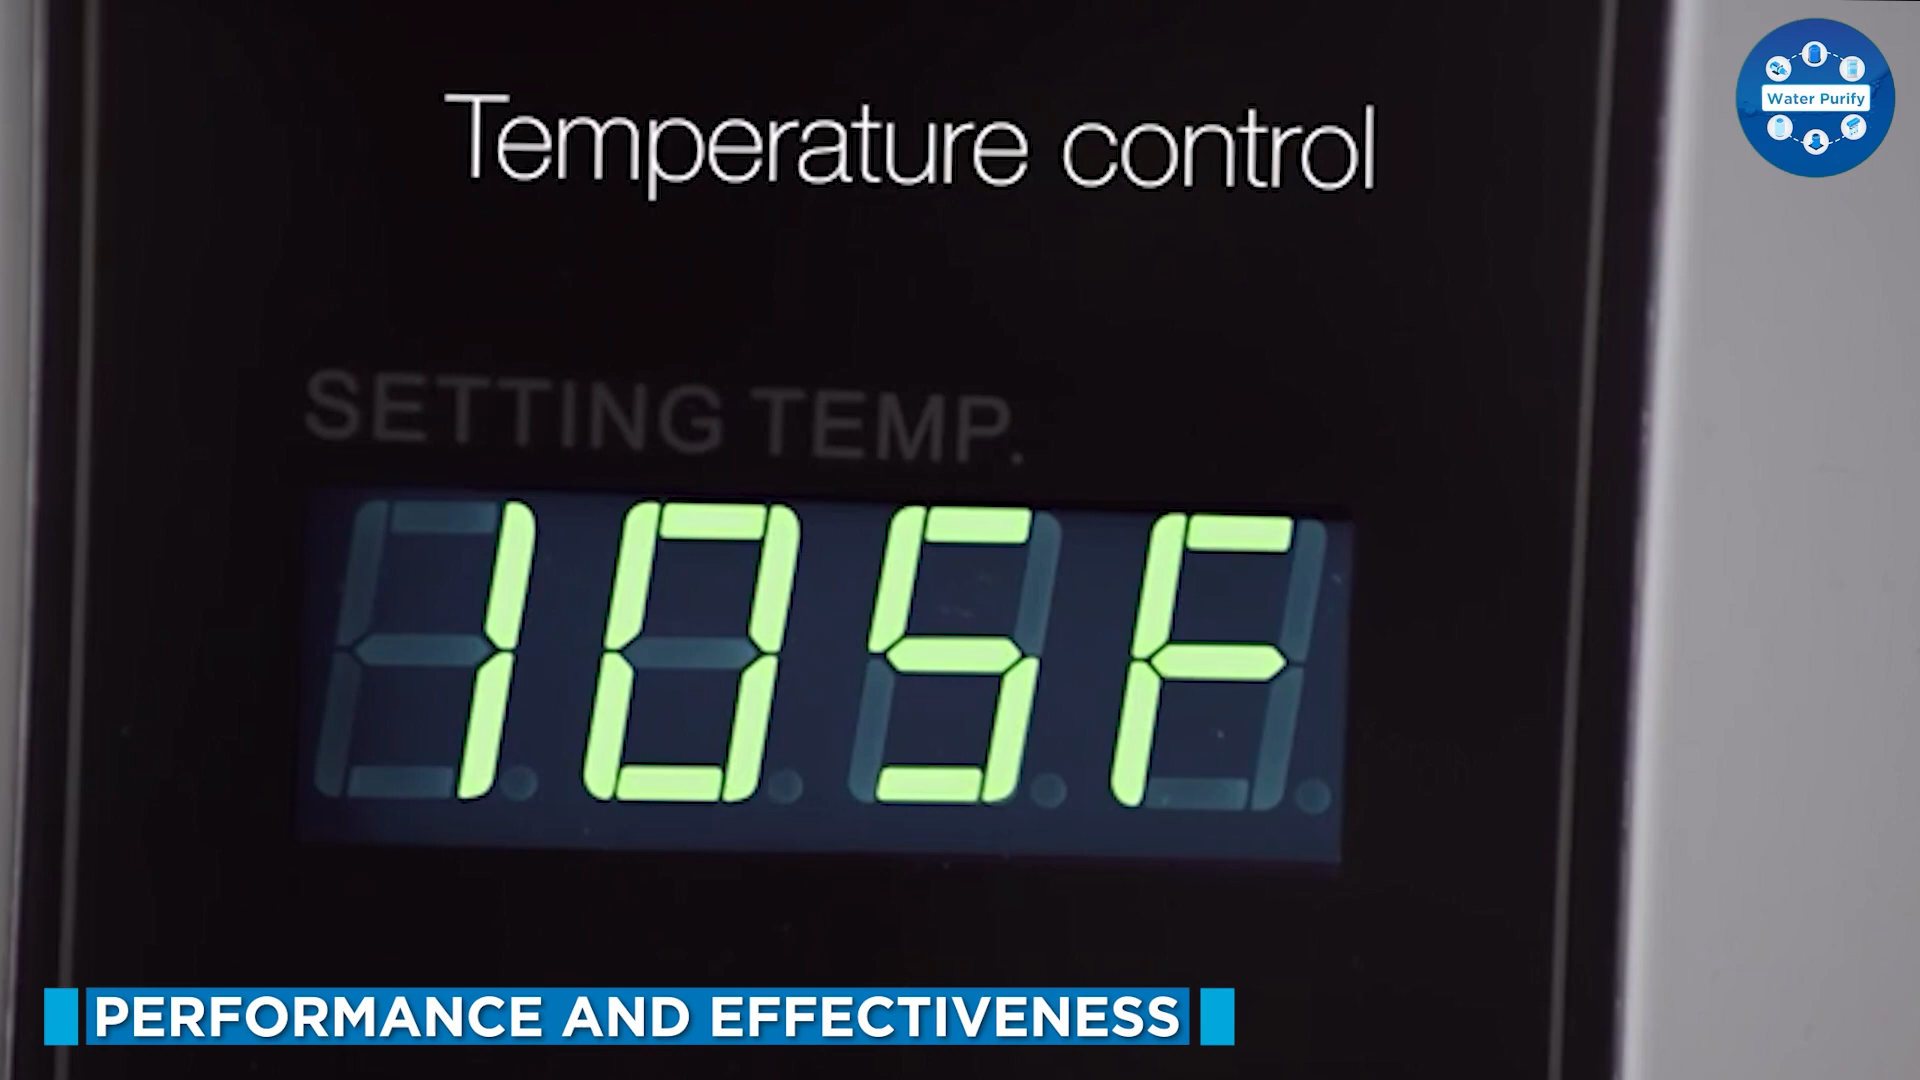 Temperature control
Water Purify
SETTING TEMP.
105F
PERFORMANCE AND EFFECTIVENESS